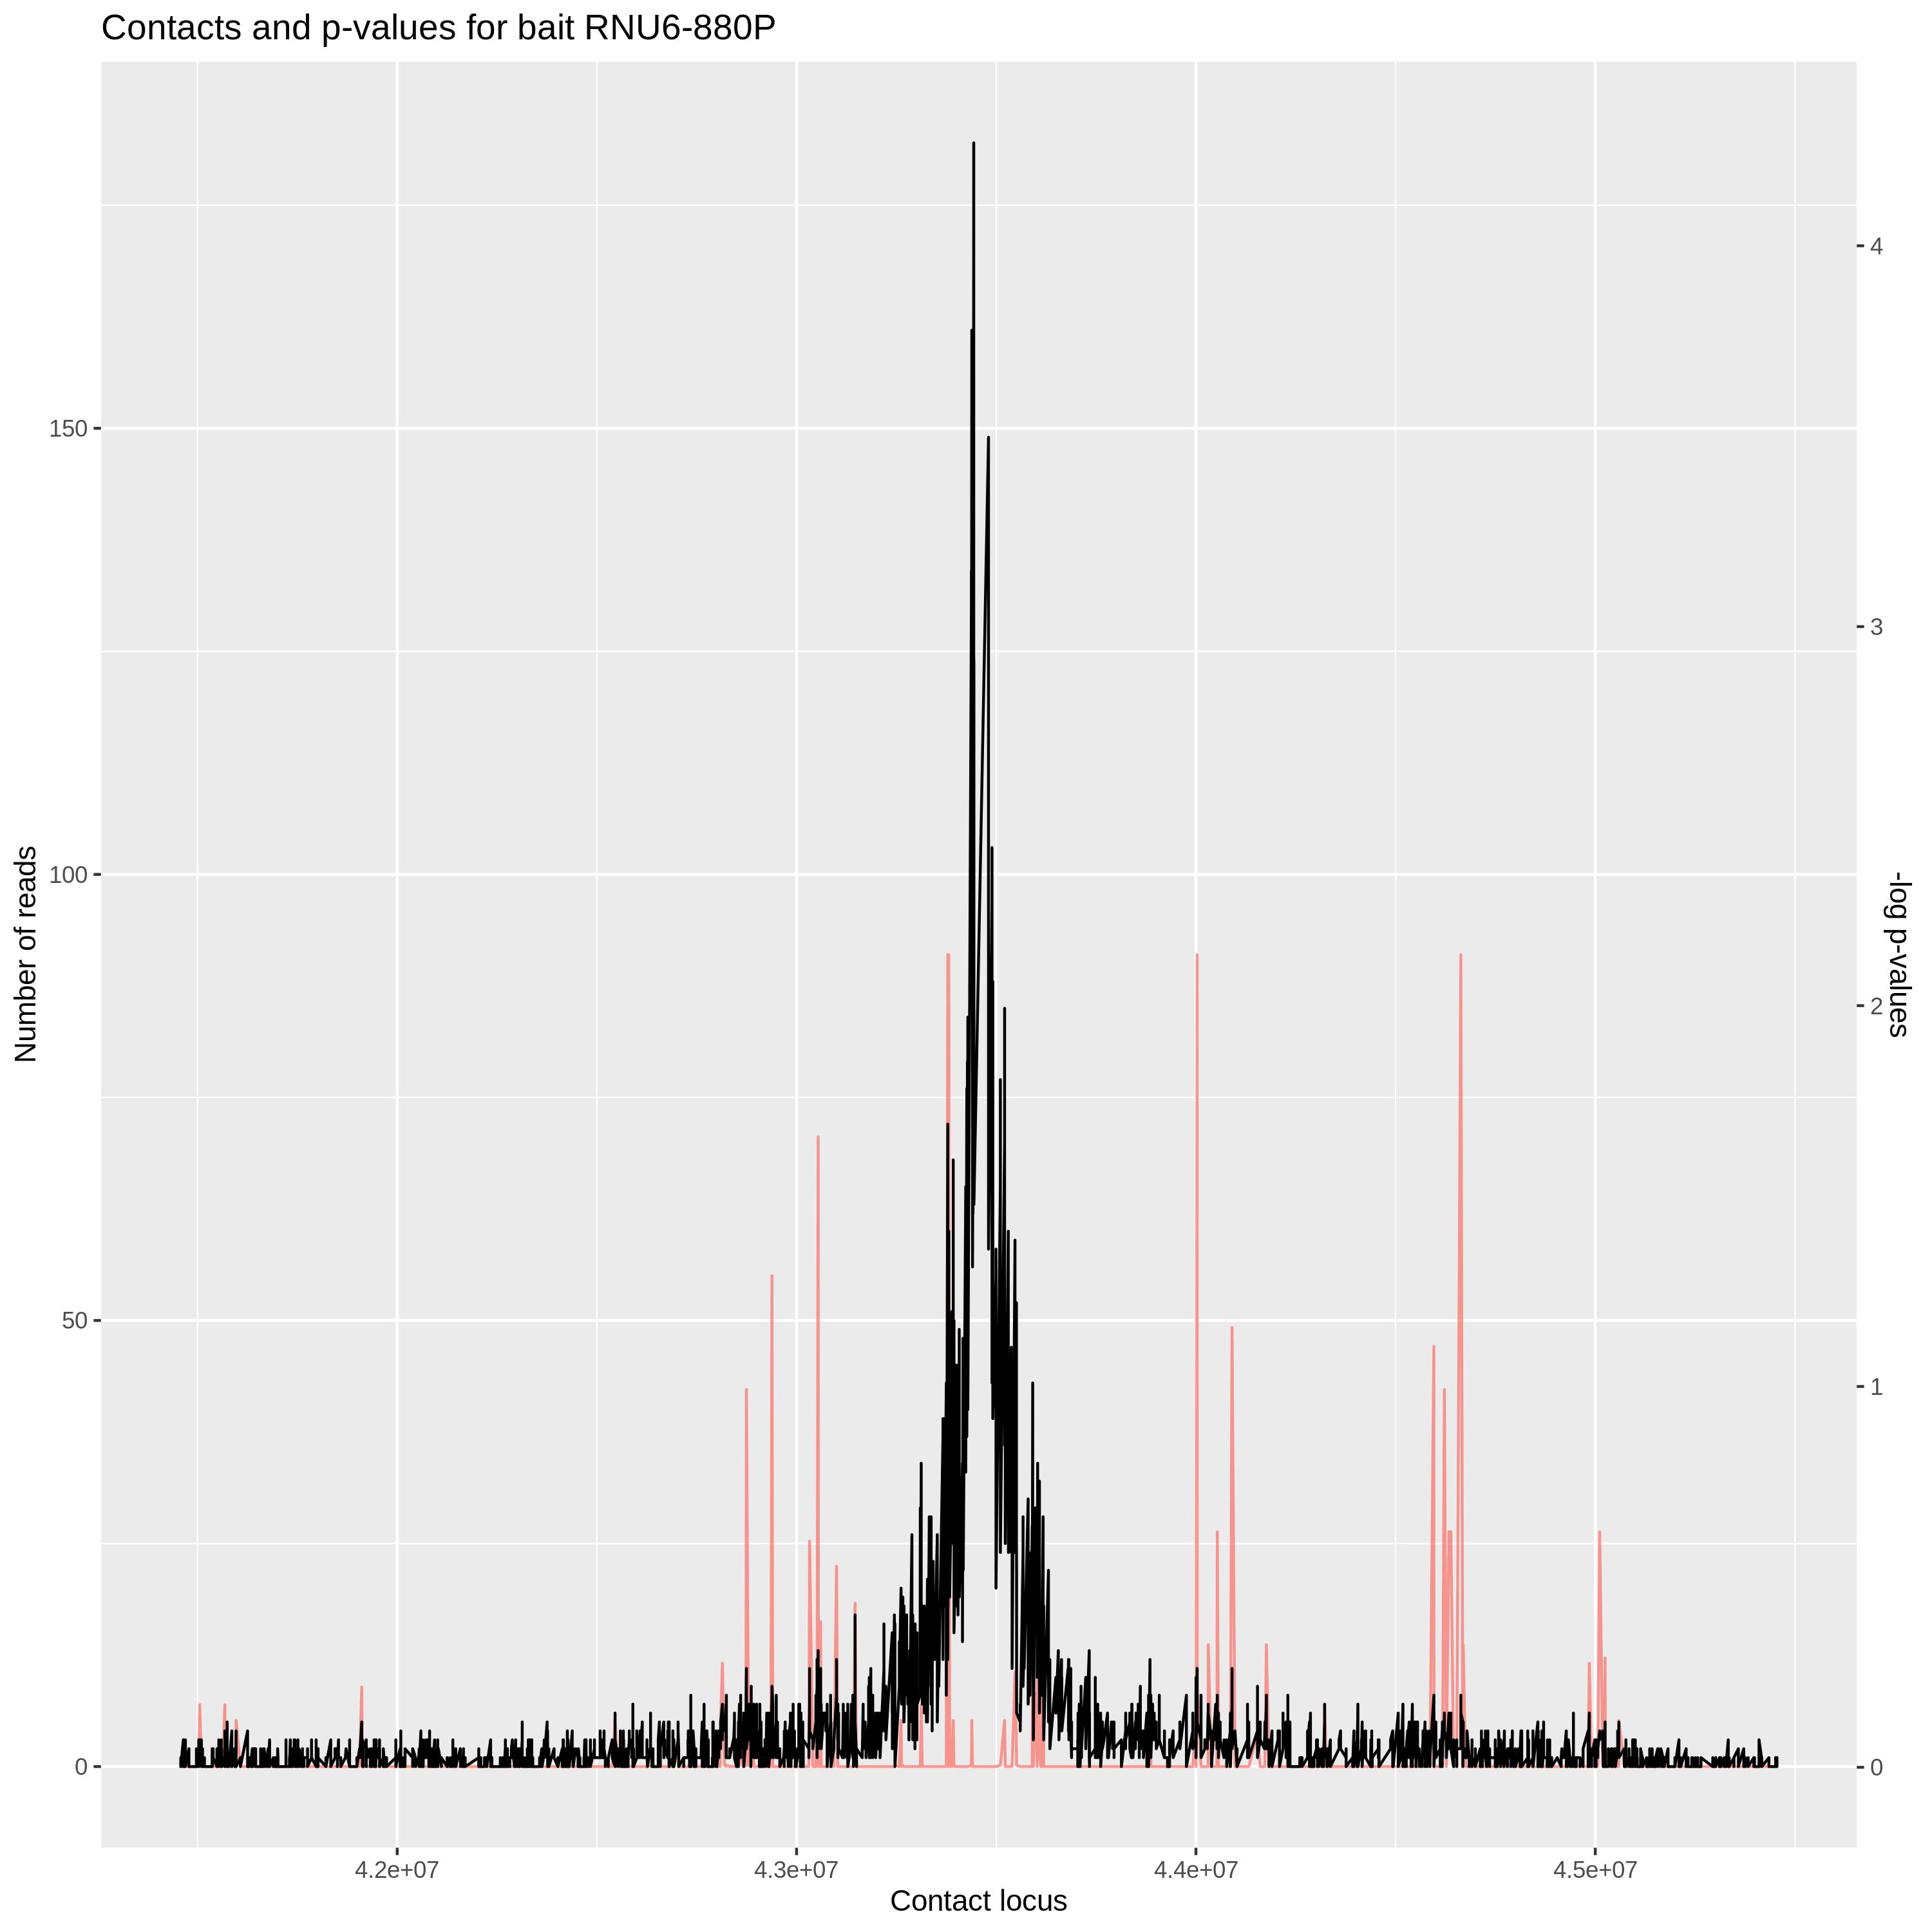 Contacts and p-values for bait RNU6-880P
Number of reads
150
100
50
0
4
3
2
1
0
-log p-values
4.2e+07
4.3e+07
4.4e+07
4.5e+07
Contact locus